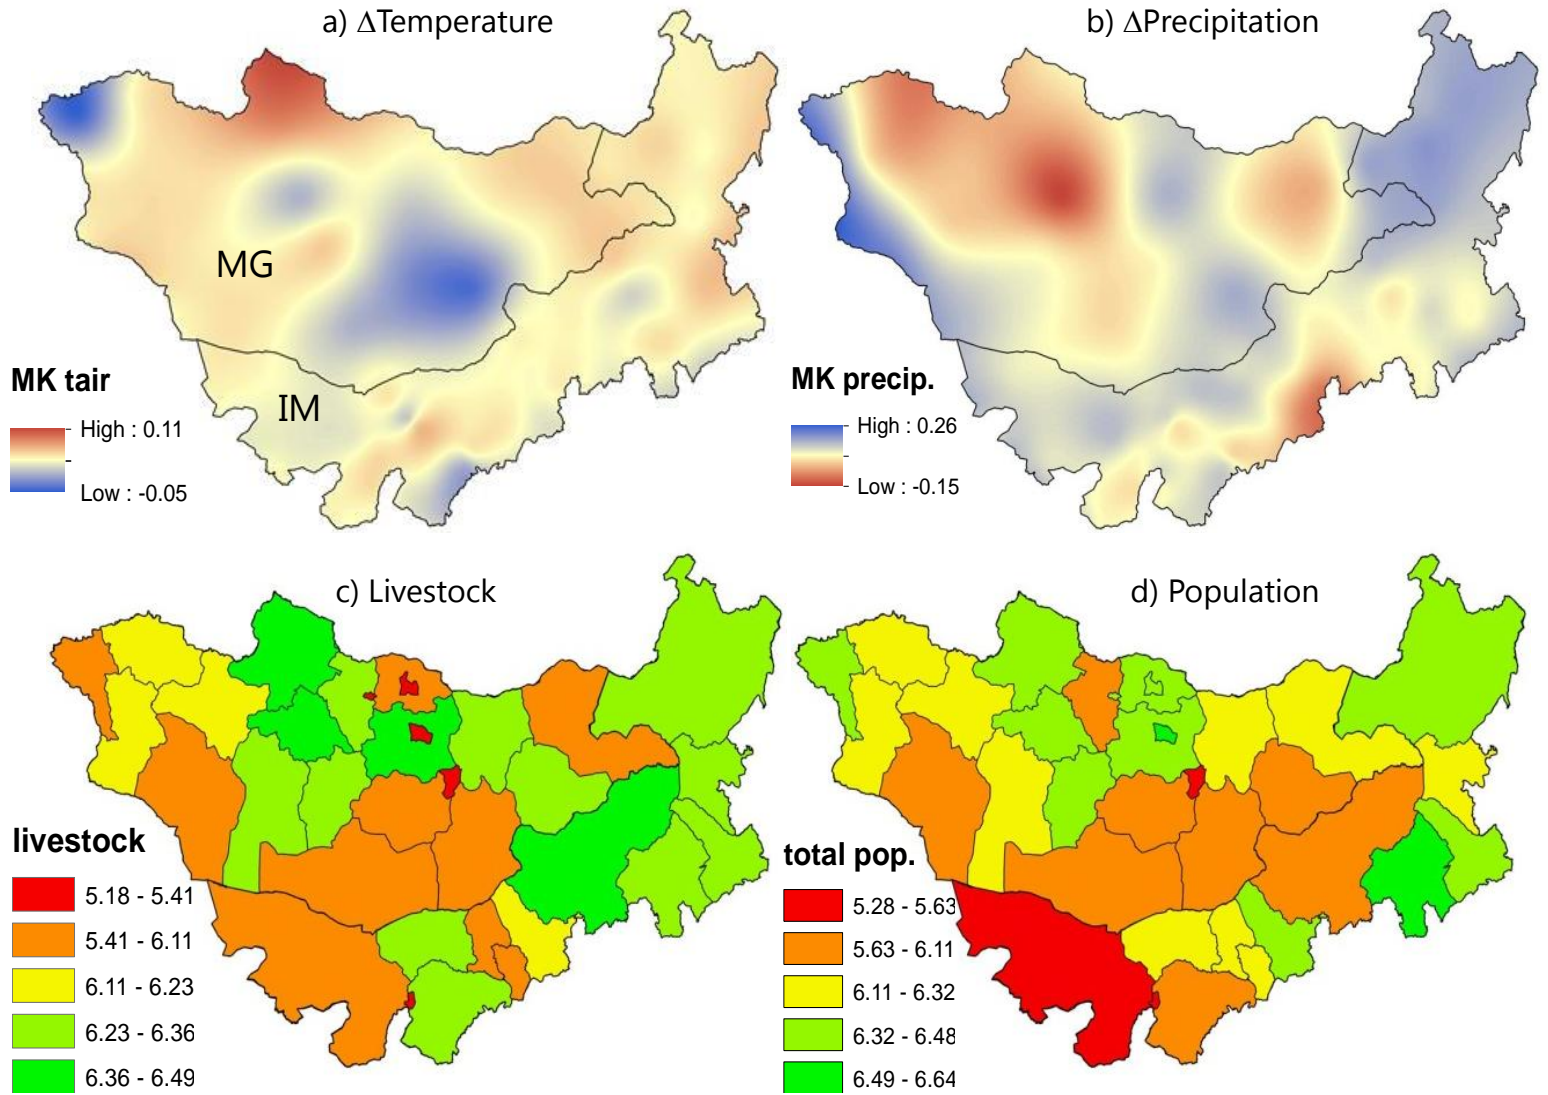 a) ΔTemperature
MG
IM
MK tair
High : 0.11
Low : -0.05
b) ΔPrecipitation
MK precip.
High : 0.26
Low : -0.15
c) Livestock
livestock
5.18 - 5.41
5.41 - 6.11
6.11 - 6.23
6.23 - 6.36
6.36 - 6.49
d) Population
total pop.
5.28 - 5.63
5.63 - 6.11
6.11 - 6.32
6.32 - 6.48
6.49 - 6.64